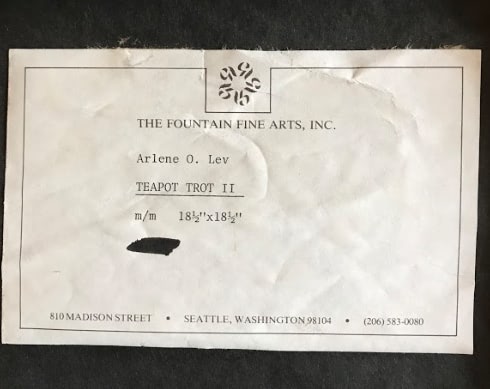 THE FOUNTAIN FINE ARTS, INC.
Arlene O. Lev
TEAPOT TROT II
m/m 18½"x18½"
810 MADISON STREET • SEATTLE, WASHINGTON 98104 • (206) 583-0080